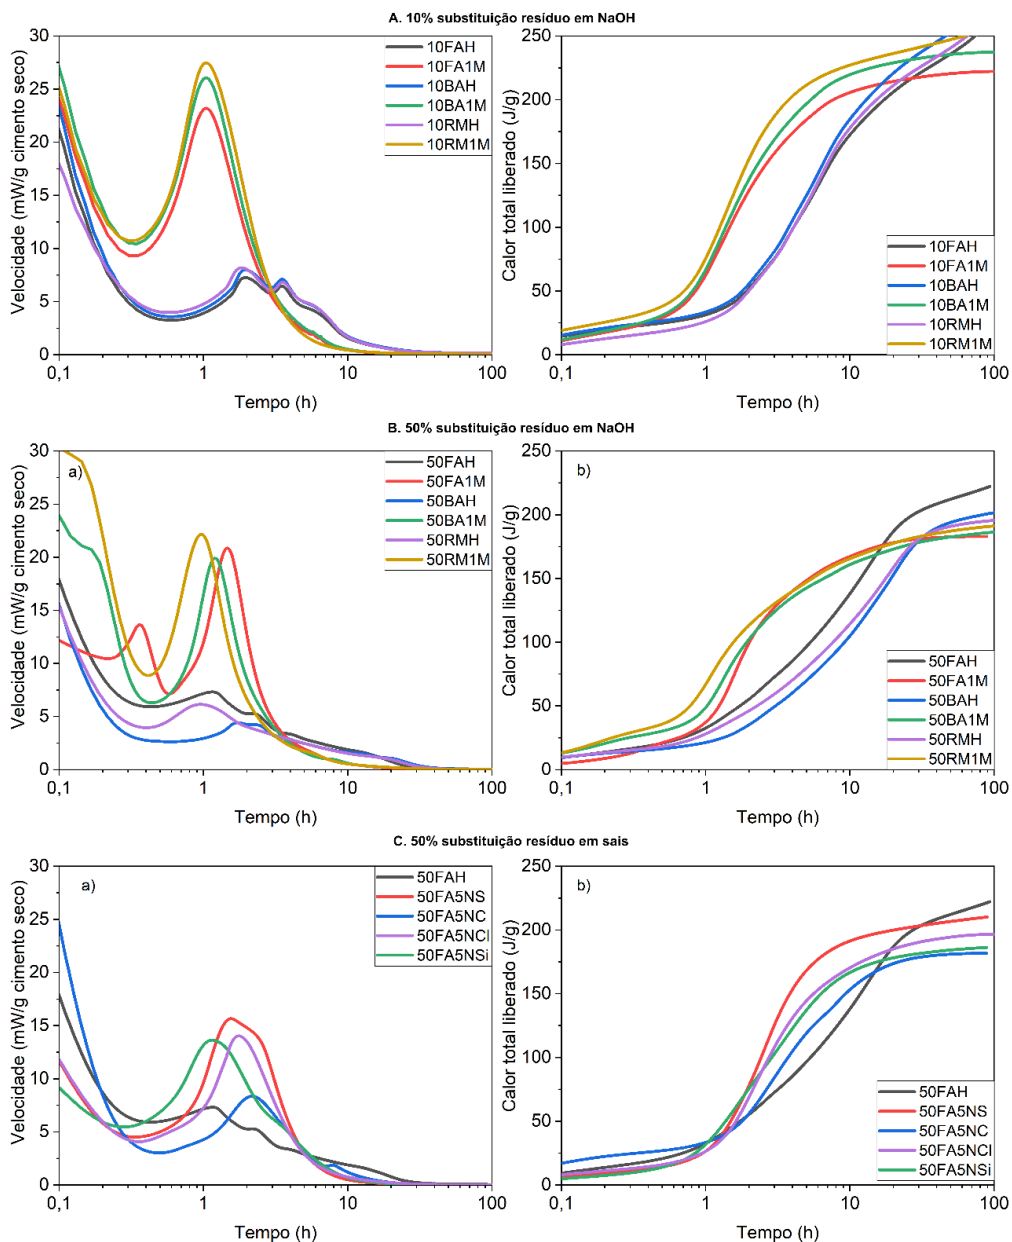 A. 10% substituição resíduo em NaOH
Velocidade (mW/g cimento seco)
30
25
20
15
10
5
0
0,1
1
10
100
Tempo (h)
10FAH
10FA1M
10BAH
10BA1M
10RMH
10RM1M
Calor total liberado (J/g)
250
200
150
100
50
0
0,1
1
10
100
Tempo (h)
10FAH
10FA1M
10BAH
10BA1M
10RMH
10RM1M
B. 50% substituição resíduo em NaOH
a)
Velocidade (mW/g cimento seco)
30
25
20
15
10
5
0
0,1
1
10
100
Tempo (h)
50FAH
50FA1M
50BAH
50BA1M
50RMH
50RM1M
b)
Calor total liberado (J/g)
250
200
150
100
50
0
0,1
1
10
100
Tempo (h)
50FAH
50FA1M
50BAH
50BA1M
50RMH
50RM1M
C. 50% substituição resíduo em sais
a)
Velocidade (mW/g cimento seco)
30
25
20
15
10
5
0
0,1
1
10
100
Tempo (h)
50FAH
50FA5NS
50FA5NC
50FA5NCl
50FA5NSi
b)
Calor total liberado (J/g)
250
200
150
100
50
0
0,1
1
10
100
Tempo (h)
50FAH
50FA5NS
50FA5NC
50FA5NCl
50FA5NSi